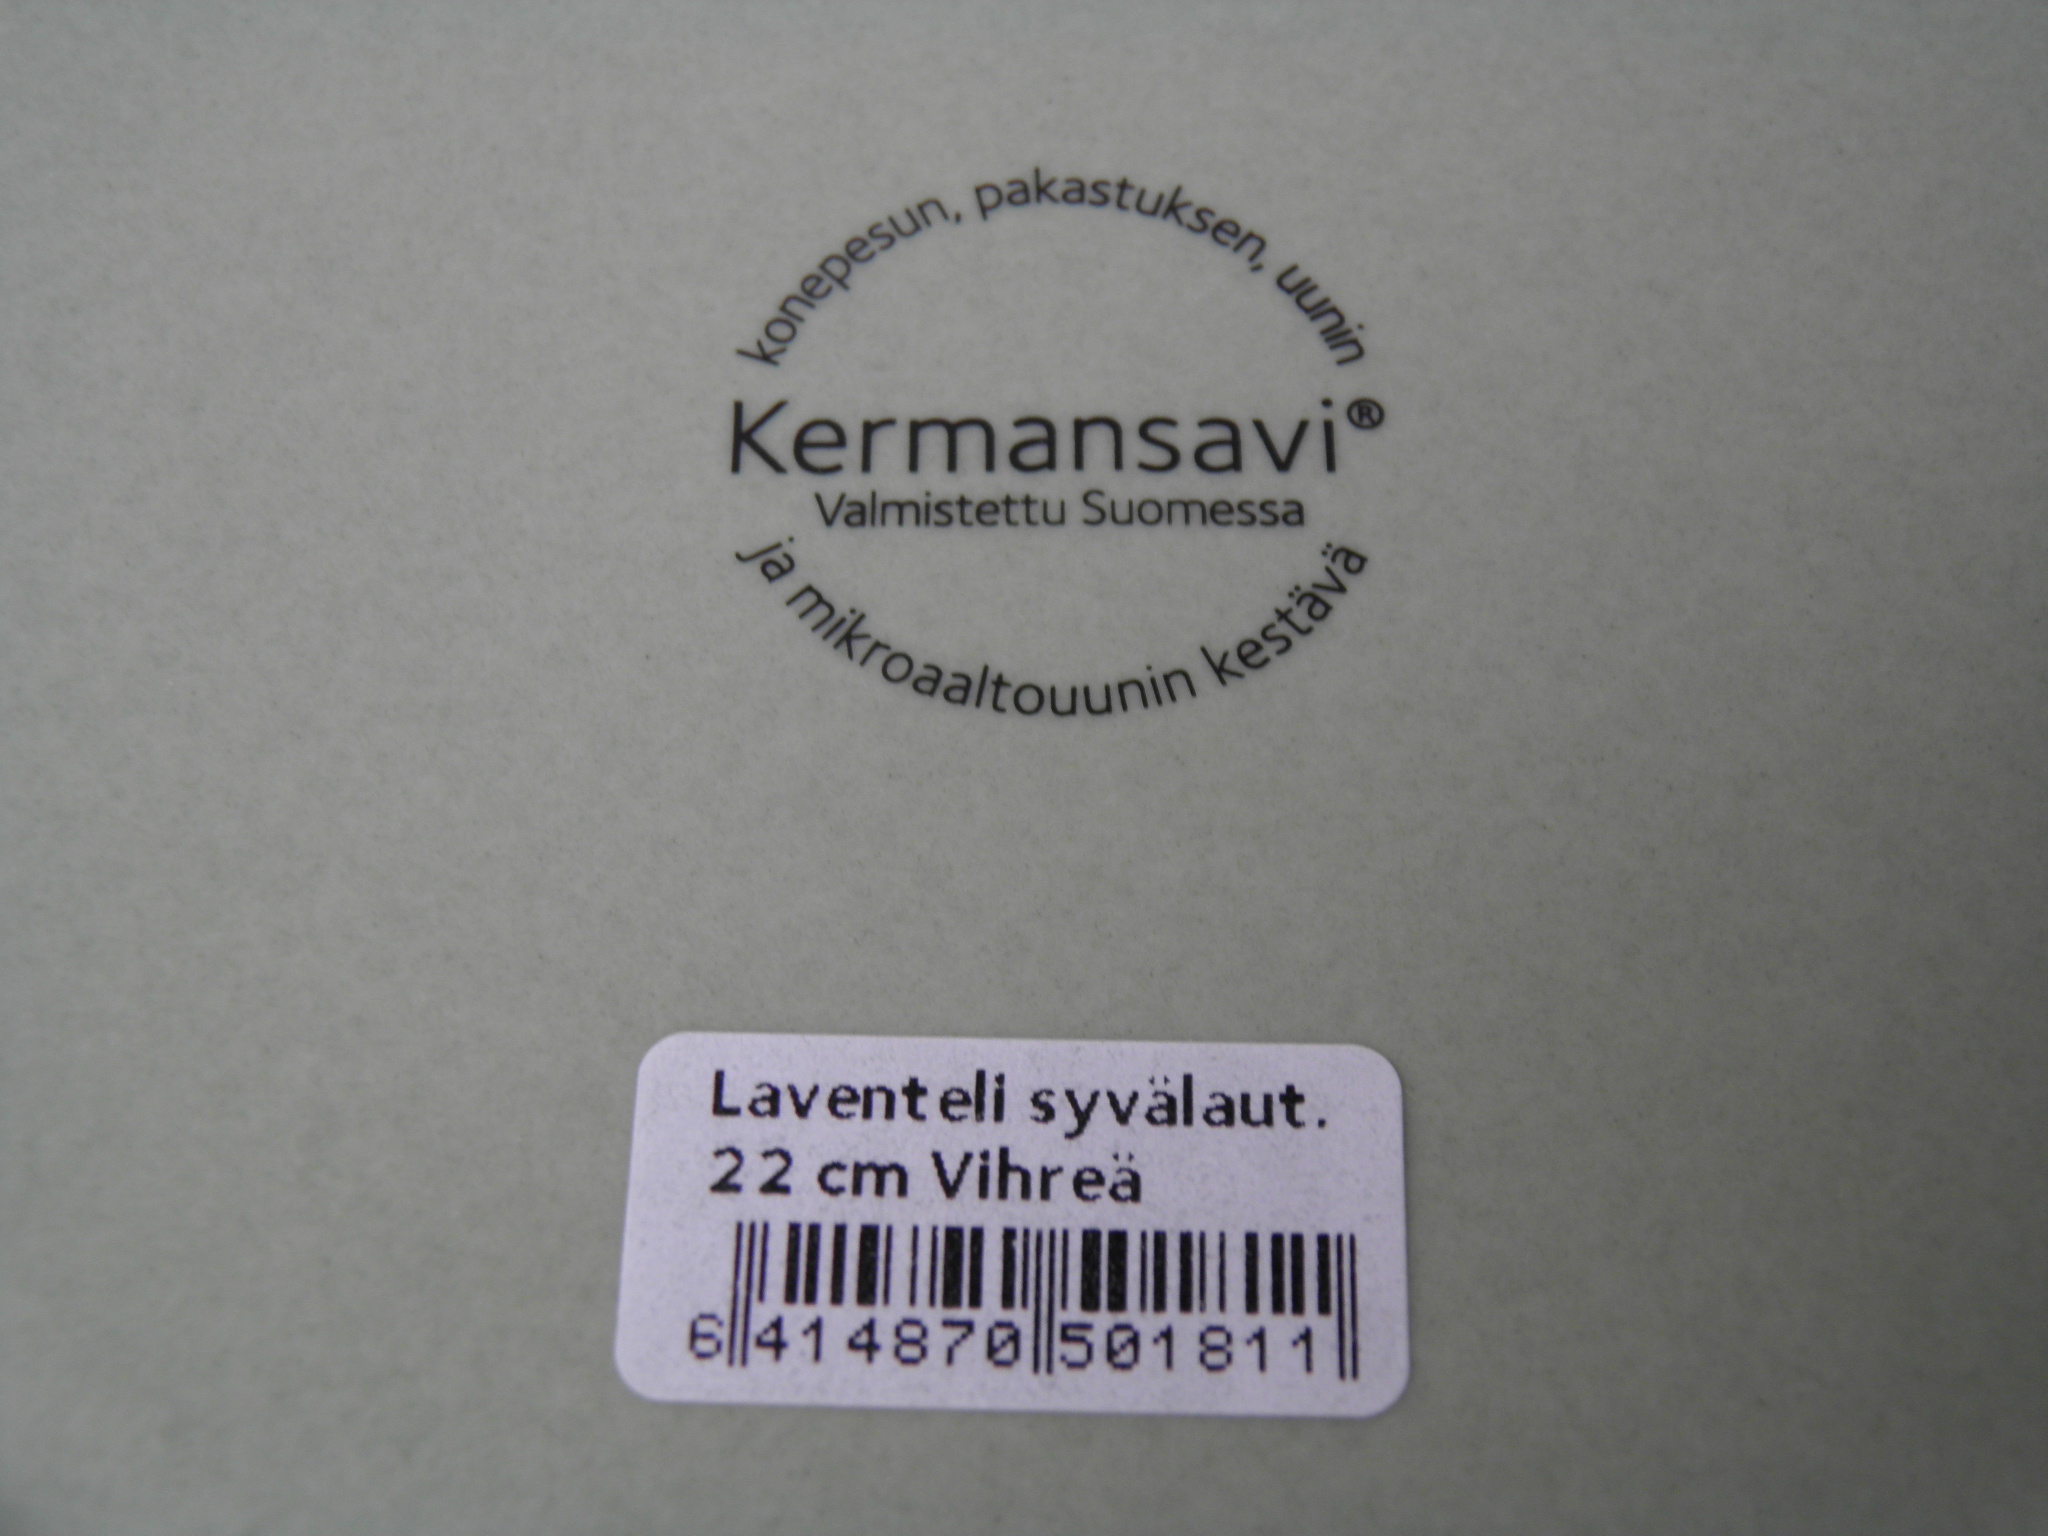 konepesun, pakastuksen, uunin
Kermansavi®
Valmistettu Suomessa
ja mikroaaltouunin kestävä
Laventeli syvälaut.
22 cm Vihreä
6 414870 501811